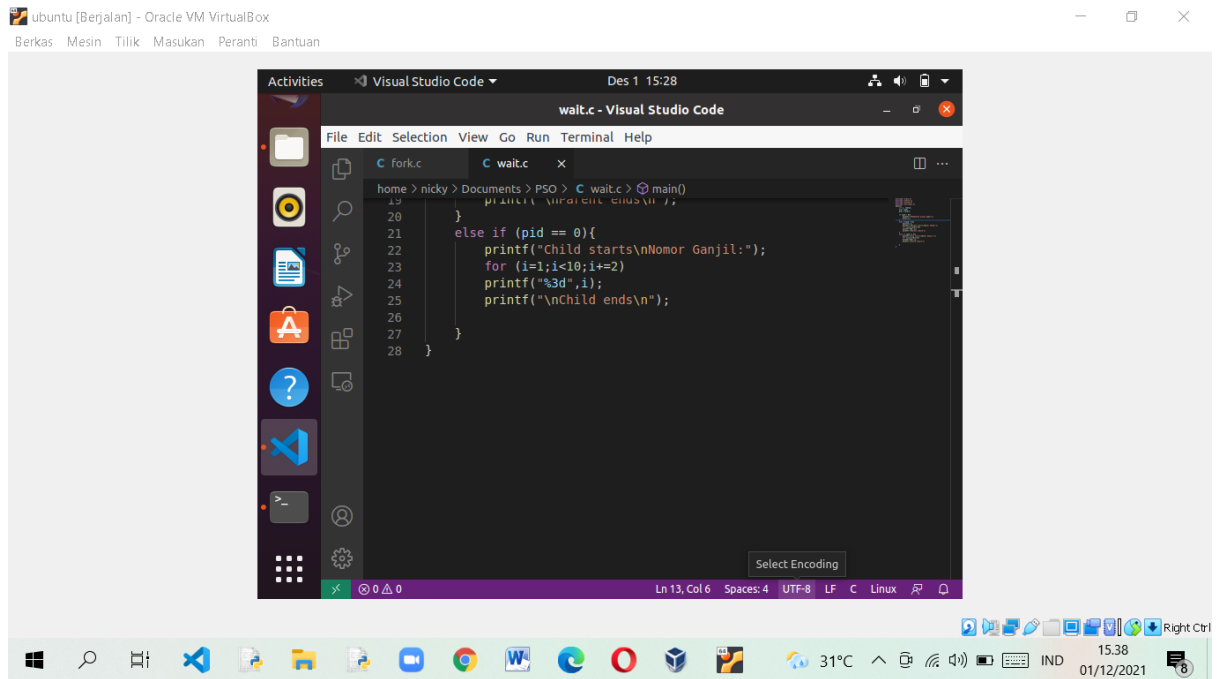 ubuntu [Berjalan] - Oracle VM VirtualBox
Berkas Mesin Tilik Masukan Peranti Bantuan
Activities Visual Studio Code Des 1 15:28
wait.c - Visual Studio Code
File Edit Selection View Go Run Terminal Help
C fork.c C wait.c
home > nicky > Documents > PSO > C wait.c > main()
19 printf("\nParent ends\n");
20 }
21 else if (pid == 0){
22 printf("Child starts\nNomor Ganjil:");
23 for (i=1;i<10;i+=2)
24 printf("%3d",i);
25 printf("\nChild ends\n");
26
27 }
28 }
Select Encoding
0 0 Ln 13, Col 6 Spaces: 4 UTF-8 LF C Linux
Right Ctrl
31°C IND 15.38
01/12/2021 8